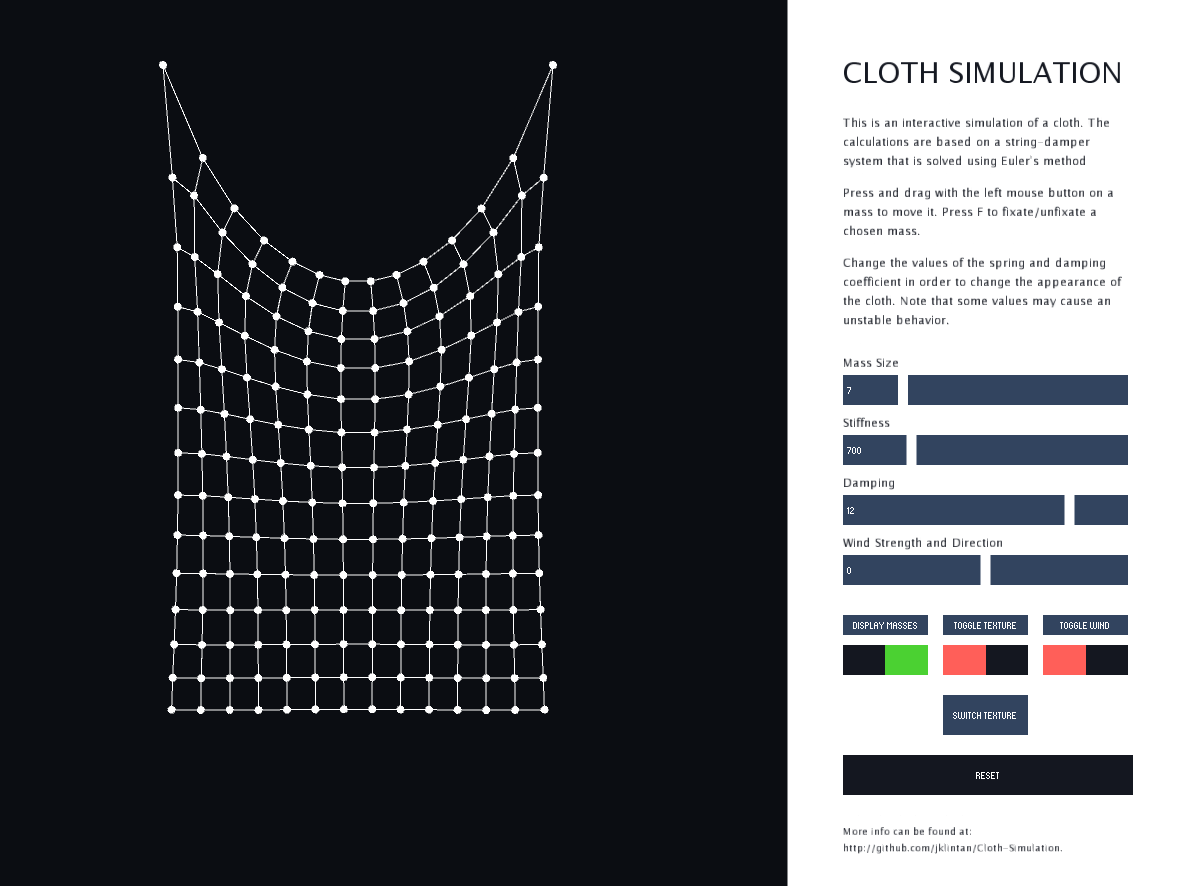 CLOTH SIMULATION
This is an interactive simulation of a cloth. The
calculations are based on a string-damper
system that is solved using Euler's method
Press and drag with the left mouse button on a
mass to move it. Press F to fixate/unfixate a
chosen mass.
Change the values of the spring and damping
coefficient in order to change the appearance of
the cloth. Note that some values may cause an
unstable behavior.
Mass Size
7
Stiffness
700
Damping
12
Wind Strength and Direction
0
DISPLAY MASSES TOGGLE TEXTURE TOGGLE WIND
SWITCH TEXTURE
RESET
More info can be found at:
http://github.com/jklintan/Cloth-Simulation.